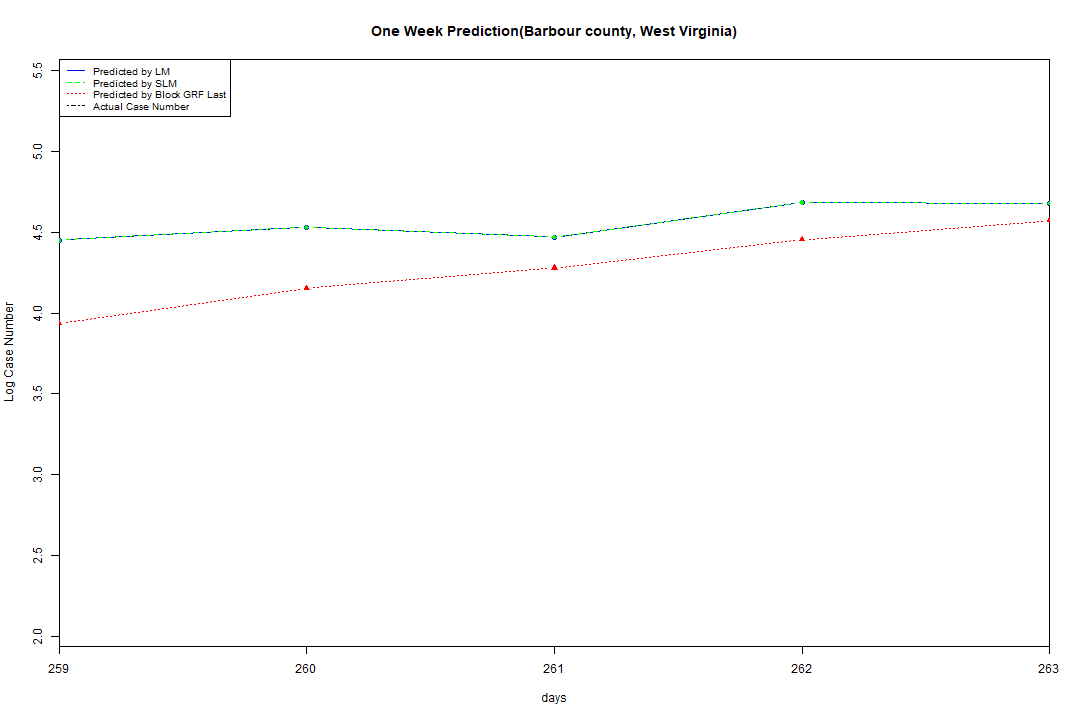 One Week Prediction(Barbour county, West Virginia)
Predicted by LM
Predicted by SLM
Predicted by Block GRF Last
Actual Case Number
5.5
5.0
4.5
4.0
3.5
3.0
2.5
2.0
Log Case Number
259 260 261 262 263
days